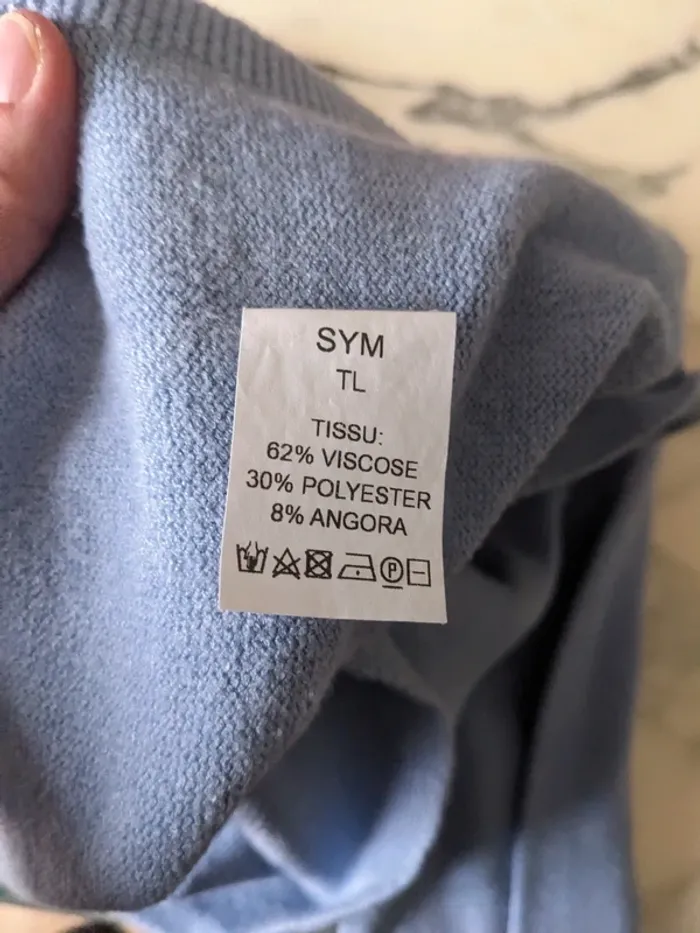 SYM
TL
TISSU:
62% VISCOSE
30% POLYESTER
8% ANGORA
P